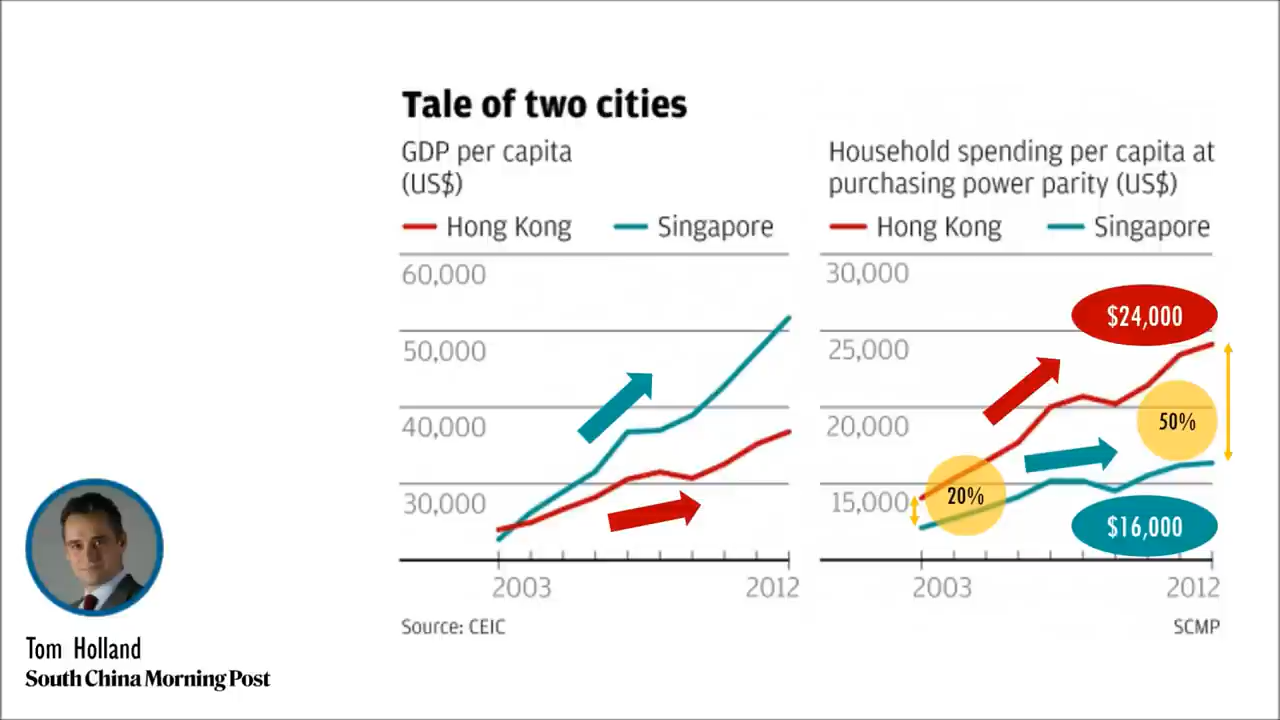 Tale of two cities
GDP per capita
(US$)
Hong Kong
Singapore
60,000
50,000
40,000
30,000
2003
2012
Source: CEIC
Household spending per capita at
purchasing power parity (US$)
Hong Kong
Singapore
30,000
25,000
20,000
15,000
$24,000
50%
20%
$16,000
2003
2012
SCMP
Tom Holland
South China Morning Post